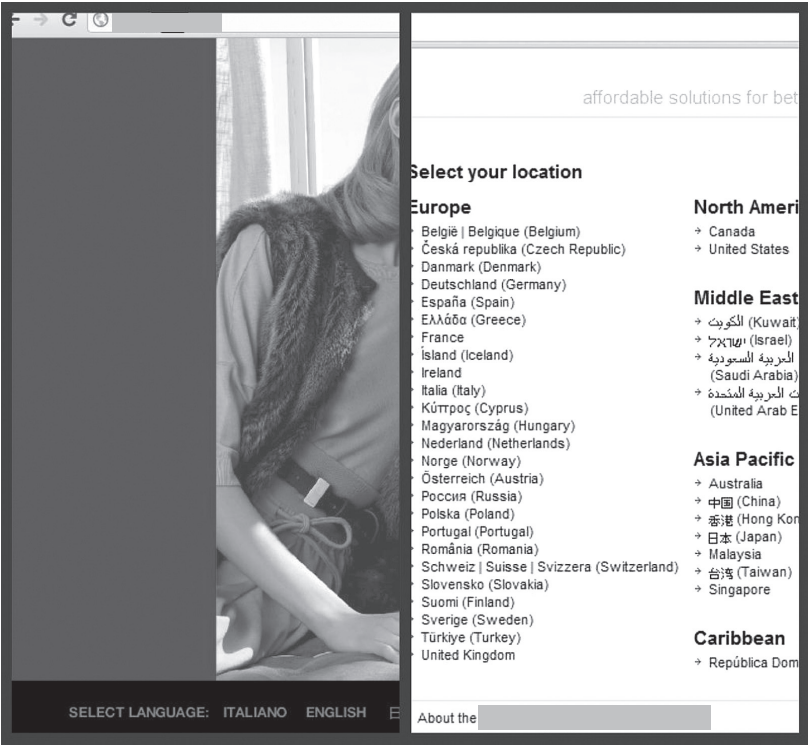 SELECT LANGUAGE: ITALIANO ENGLISH
affordable solutions for bet
Select your location
Europe
België | Belgique (Belgium)
Česká republika (Czech Republic)
Danmark (Denmark)
Deutschland (Germany)
España (Spain)
Ελλάδα (Greece)
France
Ísland (Iceland)
Ireland
Italia (Italy)
Κύπρος (Cyprus)
Magyarország (Hungary)
Nederland (Netherlands)
Norge (Norway)
Österreich (Austria)
Россия (Russia)
Polska (Poland)
Portugal (Portugal)
România (Romania)
Schweiz | Suisse | Svizzera (Switzerland)
Slovensko (Slovakia)
Suomi (Finland)
Sverige (Sweden)
Türkiye (Turkey)
United Kingdom
North Ameri
Canada
United States
Middle East
الكويت (Kuwait)
ישראל (Israel)
العربية السعودية
(Saudi Arabia)
ت العربية المتحدة
(United Arab E
Asia Pacific
Australia
中国 (China)
香港 (Hong Kon
日本 (Japan)
Malaysia
台湾 (Taiwan)
Singapore
Caribbean
República Dom
About the